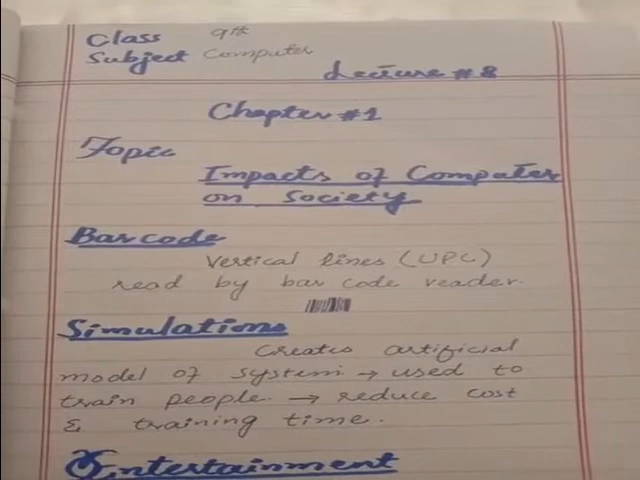 Class 9th
Subject Computer
Lecture #8
Chapter #1
Topic
Impacts of Computer
on Society
Barcode
Vertical lines (UPC)
read by bar code reader.
Simulations
Creates artificial
model of system → used to
train people → reduce cost
& training time.
Entertainment